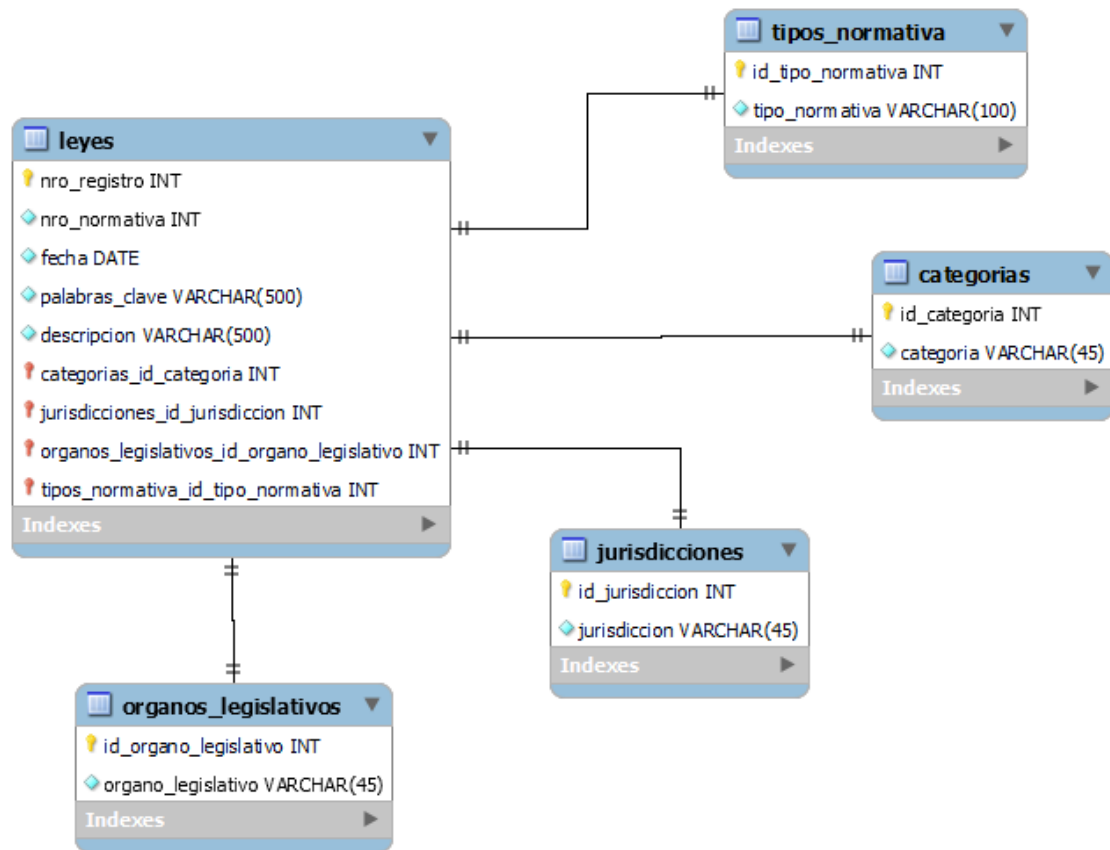 tipos_normativa
id_tipo_normativa INT
tipo_normativa VARCHAR(100)
Indexes
leyes
nro_registro INT
nro_normativa INT
fecha DATE
palabras_clave VARCHAR(500)
descripcion VARCHAR(500)
categorias_id_categoria INT
jurisdicciones_id_jurisdiccion INT
organos_legislativos_id_organo_legislativo INT
tipos_normativa_id_tipo_normativa INT
Indexes
categorias
id_categoria INT
categoria VARCHAR(45)
Indexes
jurisdicciones
id_jurisdiccion INT
jurisdiccion VARCHAR(45)
Indexes
organos_legislativos
id_organo_legislativo INT
organo_legislativo VARCHAR(45)
Indexes